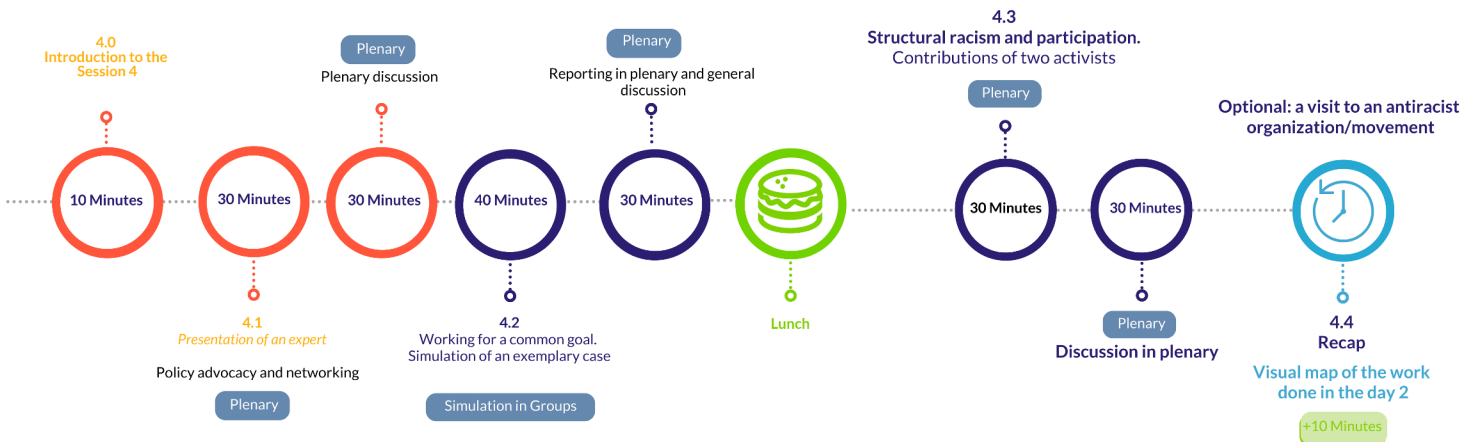 4.0
Introduction to the
Session 4
10 Minutes
30 Minutes
4.1
Presentation of an expert
Policy advocacy and networking
Plenary
Plenary
Plenary discussion
30 Minutes
40 Minutes
4.2
Working for a common goal.
Simulation of an exemplary case
Simulation in Groups
Plenary
Reporting in plenary and general
discussion
30 Minutes
Lunch
4.3
Structural racism and participation.
Contributions of two activists
Plenary
30 Minutes
30 Minutes
Plenary
Discussion in plenary
Optional: a visit to an antiracist
organization/movement
4.4
Recap
Visual map of the work
done in the day 2
+10 Minutes